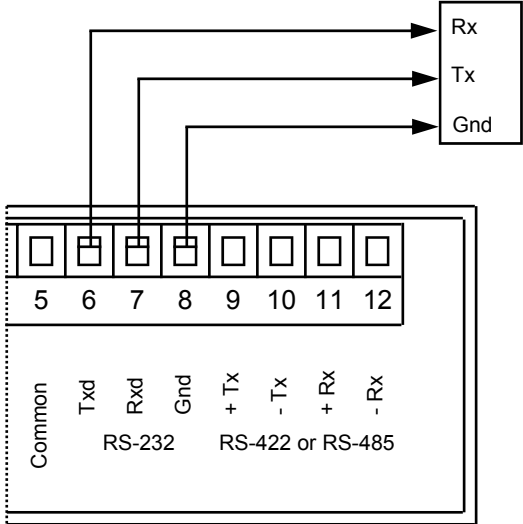 Rx
Tx
Gnd
5 6 7 8 9 10 11 12
Common
Txd
Rxd
Gnd
+ Tx
- Tx
+ Rx
- Rx
RS-232 RS-422 or RS-485